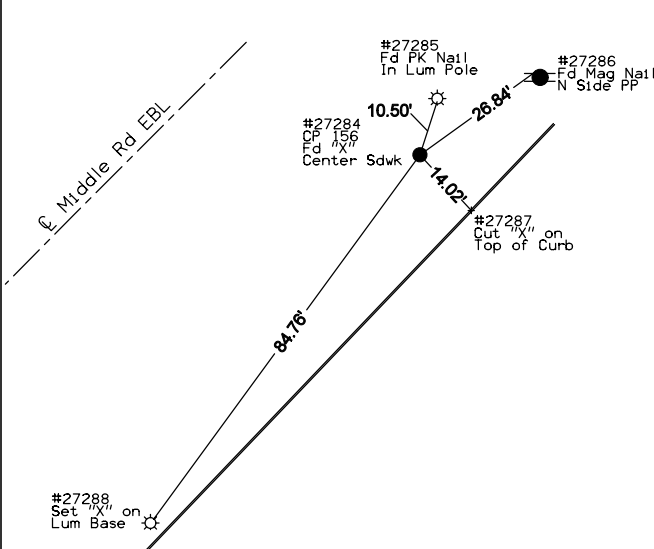 #27285
Fd PK Nail
In Lum Pole
#27286
Fd Mag Nail
N Side PP
10.50'
26.84'
#27284
CP 156
Fd "X"
Center Sdwk
14.02'
℄ Middle Rd EBL
#27287
Cut "X" on
Top of Curb
84.76'
#27288
Set "X" on
Lum Base